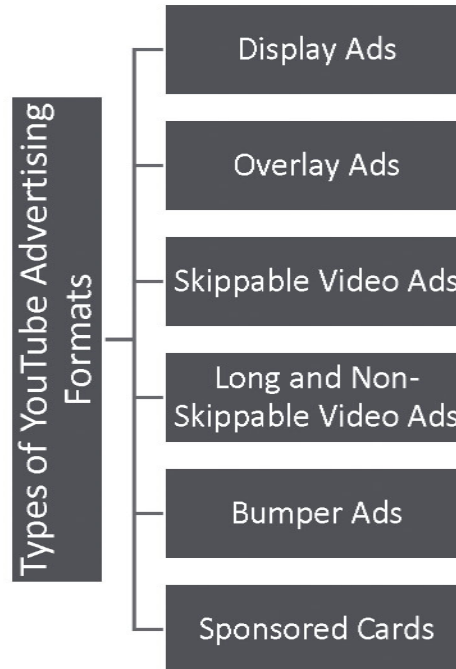 Types of YouTube Advertising
Formats
Display Ads
Overlay Ads
Skippable Video Ads
Long and Non-
Skippable Video Ads
Bumper Ads
Sponsored Cards